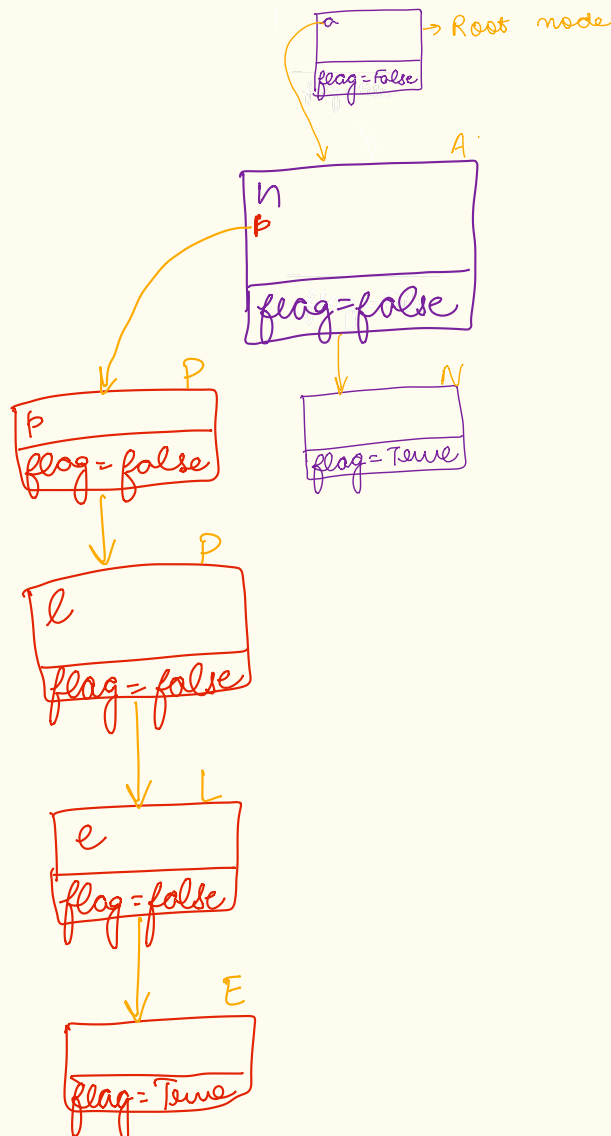 a
→ Root node
flag=False
A
n
p
flag=false
P
N
p
flag=false
flag=True
P
l
flag=false
L
e
flag=false
E
flag=True